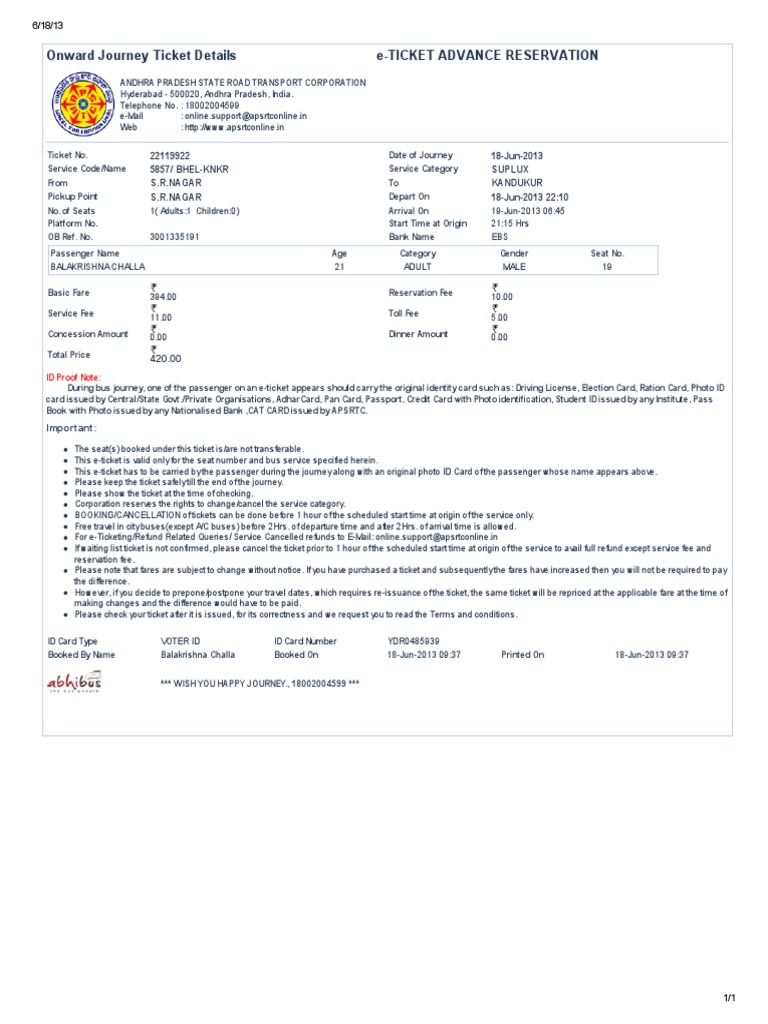 6/18/13
Onward Journey Ticket Details e-TICKET ADVANCE RESERVATION
ANDHRA PRADESH STATE ROAD TRANSPORT CORPORATION
Hyderabad - 500020, Andhra Pradesh, India.
Telephone No. : 18002004599
e-Mail : online.support@apsrtconline.in
Web : http://www.apsrtconline.in
Ticket No. 22119922 Date of Journey 18-Jun-2013
Service Code/Name 5857/ BHEL-KNKR Service Category SUPLUX
From S.R.NAGAR To KANDUKUR
Pickup Point S.R.NAGAR Depart On 18-Jun-2013 22:10
No. of Seats 1( Adults:1 Children:0) Arrival On 19-Jun-2013 06:45
Platform No. Start Time at Origin 21:15 Hrs
OB Ref. No. 3001335191 Bank Name EBS
Passenger Name Age Category Gender Seat No.
BALAKRISHNA CHALLA 21 ADULT MALE 19
Basic Fare ₹ 394.00 Reservation Fee ₹ 10.00
Service Fee ₹ 11.00 Toll Fee ₹ 5.00
Concession Amount ₹ 0.00 Dinner Amount ₹ 0.00
Total Price ₹ 420.00
ID Proof Note:
During bus journey, one of the passenger on an e-ticket appears should carry the original identity card such as: Driving License, Election Card, Ration Card, Photo ID
card issued by Central/State Govt./Private Organisations, Adhar Card, Pan Card, Passport, Credit Card with Photo identification, Student ID issued by any Institute, Pass
Book with Photo issued by any Nationalised Bank ,CAT CARD issued by APSRTC.
Important :
• The seat(s) booked under this ticket is/are not transferable.
• This e-ticket is valid only for the seat number and bus service specified herein.
• This e-ticket has to be carried by the passenger during the journey along with an original photo ID Card of the passenger whose name appears above.
• Please keep the ticket safely till the end of the journey.
• Please show the ticket at the time of checking.
• Corporation reserves the rights to change/cancel the service category.
• BOOKING/CANCELLATION of tickets can be done before 1 hour of the scheduled start time at origin of the service only.
• Free travel in city buses(except A/C buses) before 2Hrs. of departure time and after 2Hrs. of arrival time is allowed.
• For e-Ticketing/Refund Related Queries/ Service Cancelled refunds to E-Mail: online.support@apsrtconline.in
• If waiting list ticket is not confirmed, please cancel the ticket prior to 1 hour of the scheduled start time at origin of the service to avail full refund except service fee and
reservation fee.
• Please note that fares are subject to change without notice. If you have purchased a ticket and subsequently the fares have increased then you will not be required to pay
the difference.
• However, if you decide to prepone/postpone your travel dates, which requires re-issuance of the ticket, the same ticket will be repriced at the applicable fare at the time of
making changes and the difference would have to be paid.
• Please check your ticket after it is issued, for its correctness and we request you to read the Terms and conditions .
ID Card Type VOTER ID ID Card Number YDR0485939
Booked By Name Balakrishna Challa Booked On 18-Jun-2013 09:37 Printed On 18-Jun-2013 09:37
abhibus
*** WISH YOU HAPPY JOURNEY., 18002004599 ***
1/1